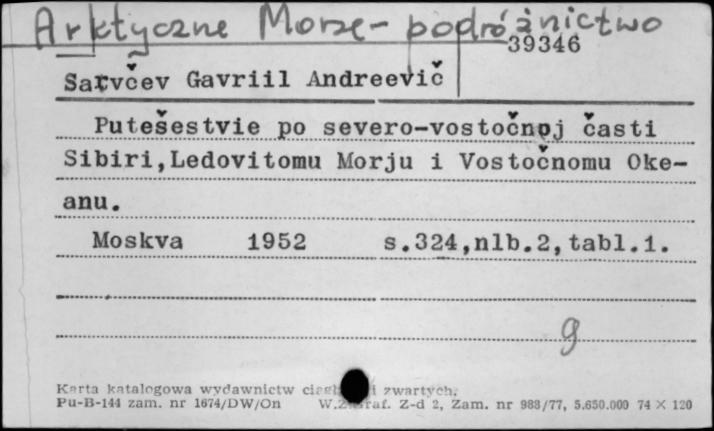 Arktyczne Morze - podróżnictwo
39346
Sarvčev Gavriil Andreevič
Putešestvie po severo-vostočnoj časti
Sibiri,Ledovitomu Morju i Vostočnomu Oke-
anu.
Moskva 1952 s.324,nlb.2,tabl.1.
g
Karta katalogowa wydawnictw i zwartych.
Pu-B-144 zam. nr 1674/DW/On Z-d 2, Zam. nr 988/77, 5.650.000 74 X 120